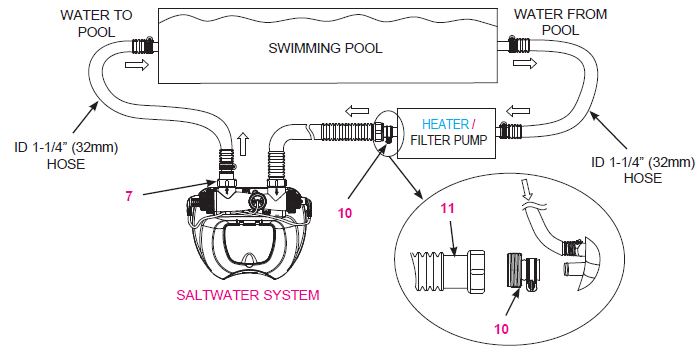 WATER TO
POOL
SWIMMING POOL
WATER FROM
POOL
HEATER /
FILTER PUMP
ID 1-1/4” (32mm)
HOSE
ID 1-1/4” (32mm)
HOSE
7
10
11
SALTWATER SYSTEM
10